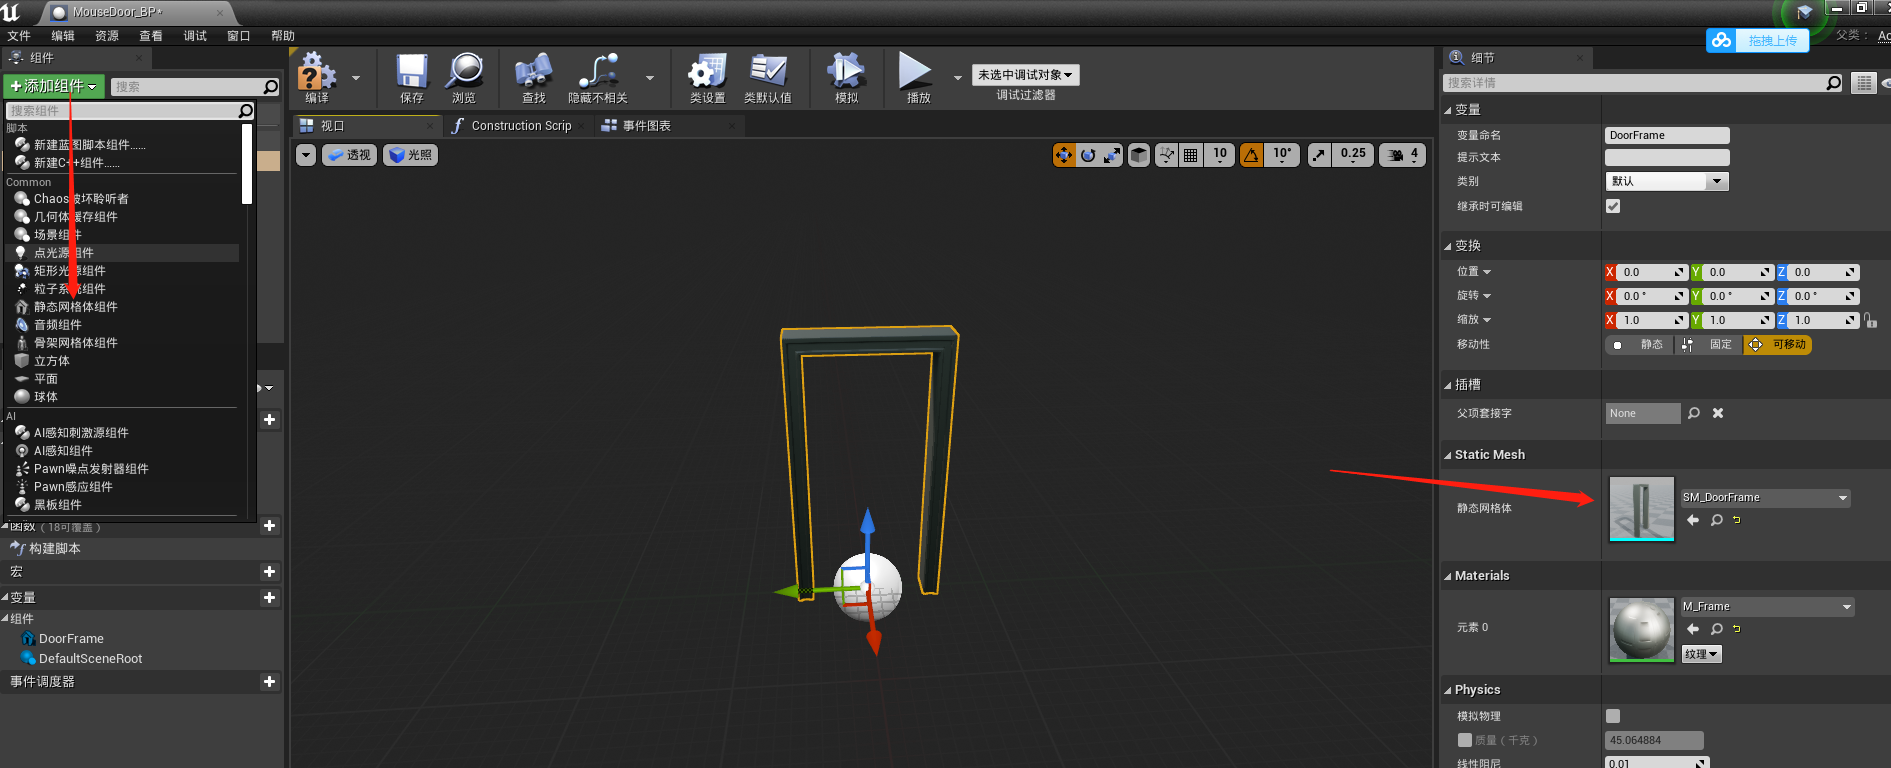 MouseDoor_BP*
文件 编辑 资源 查看 调试 窗口 帮助
拖拽上传
父类：
组件
添加组件
搜索
搜索组件
脚本
新建蓝图脚本组件......
新建C++组件......
Common
Chaos破坏聆听者
几何体缓存组件
场景组件
点光源组件
矩形光源组件
粒子系统组件
静态网格体组件
音频组件
骨架网格体组件
立方体
平面
球体
AI
AI感知刺激源组件
AI感知组件
Pawn噪点发射器组件
Pawn感应组件
黑板组件
函数（18可覆盖）
构建脚本
宏
变量
组件
DoorFrame
DefaultSceneRoot
事件调度器
编译
保存
浏览
查找
隐藏不相关
类设置
类默认值
模拟
播放
未选中调试对象
调试过滤器
视口
Construction Scrip
事件图表
透视
光照
10
10°
0.25
4
细节
搜索详情
变量
变量命名 DoorFrame
提示文本
类别 默认
继承时可编辑
变换
位置 X 0.0 Y 0.0 Z 0.0
旋转 X 0.0 ° Y 0.0 ° Z 0.0 °
缩放 X 1.0 Y 1.0 Z 1.0
移动性 静态 固定 可移动
插槽
父项套接字 None
Static Mesh
静态网格体 SM_DoorFrame
Materials
元素 0 M_Frame
纹理
Physics
模拟物理
质量（千克） 45.064884
线性阻尼 0.01